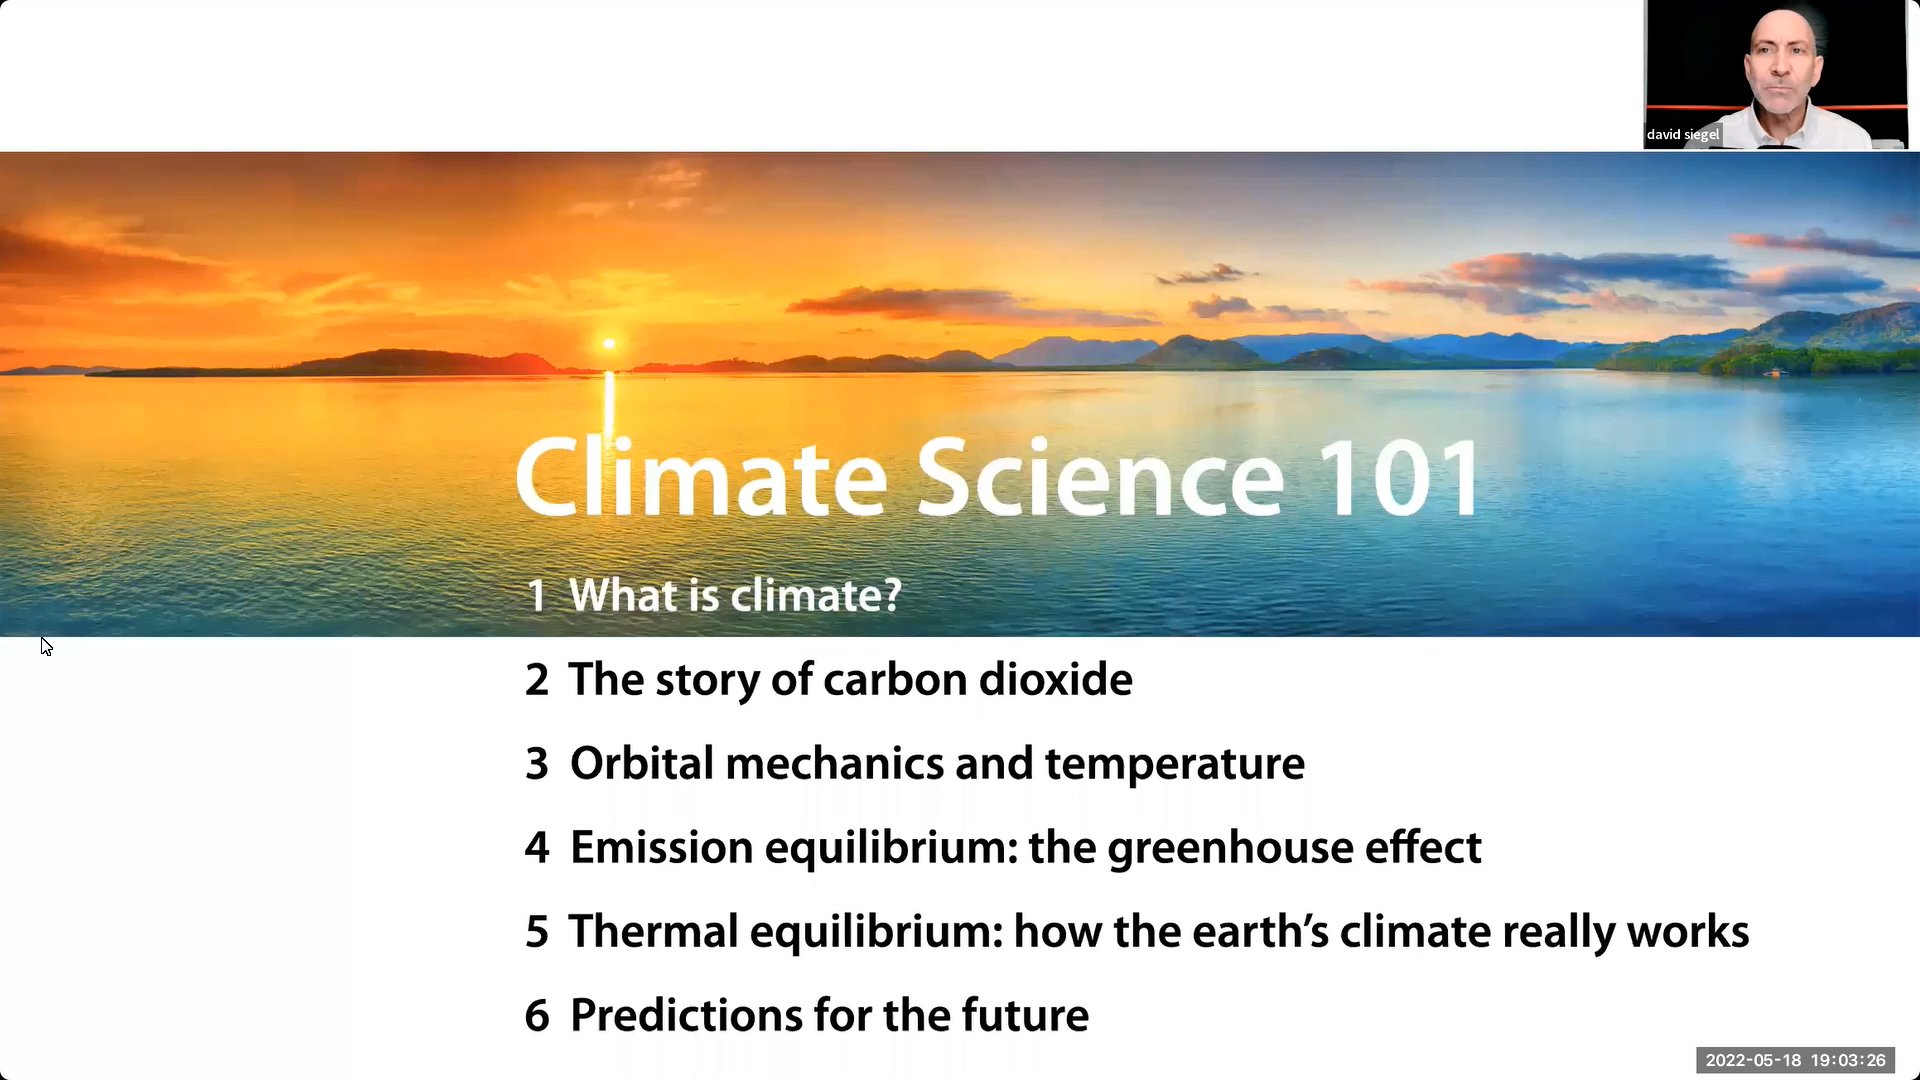 david siegel
Climate Science 101
1 What is climate?
2 The story of carbon dioxide
3 Orbital mechanics and temperature
4 Emission equilibrium: the greenhouse effect
5 Thermal equilibrium: how the earth’s climate really works
6 Predictions for the future
2022-05-18 19:03:26